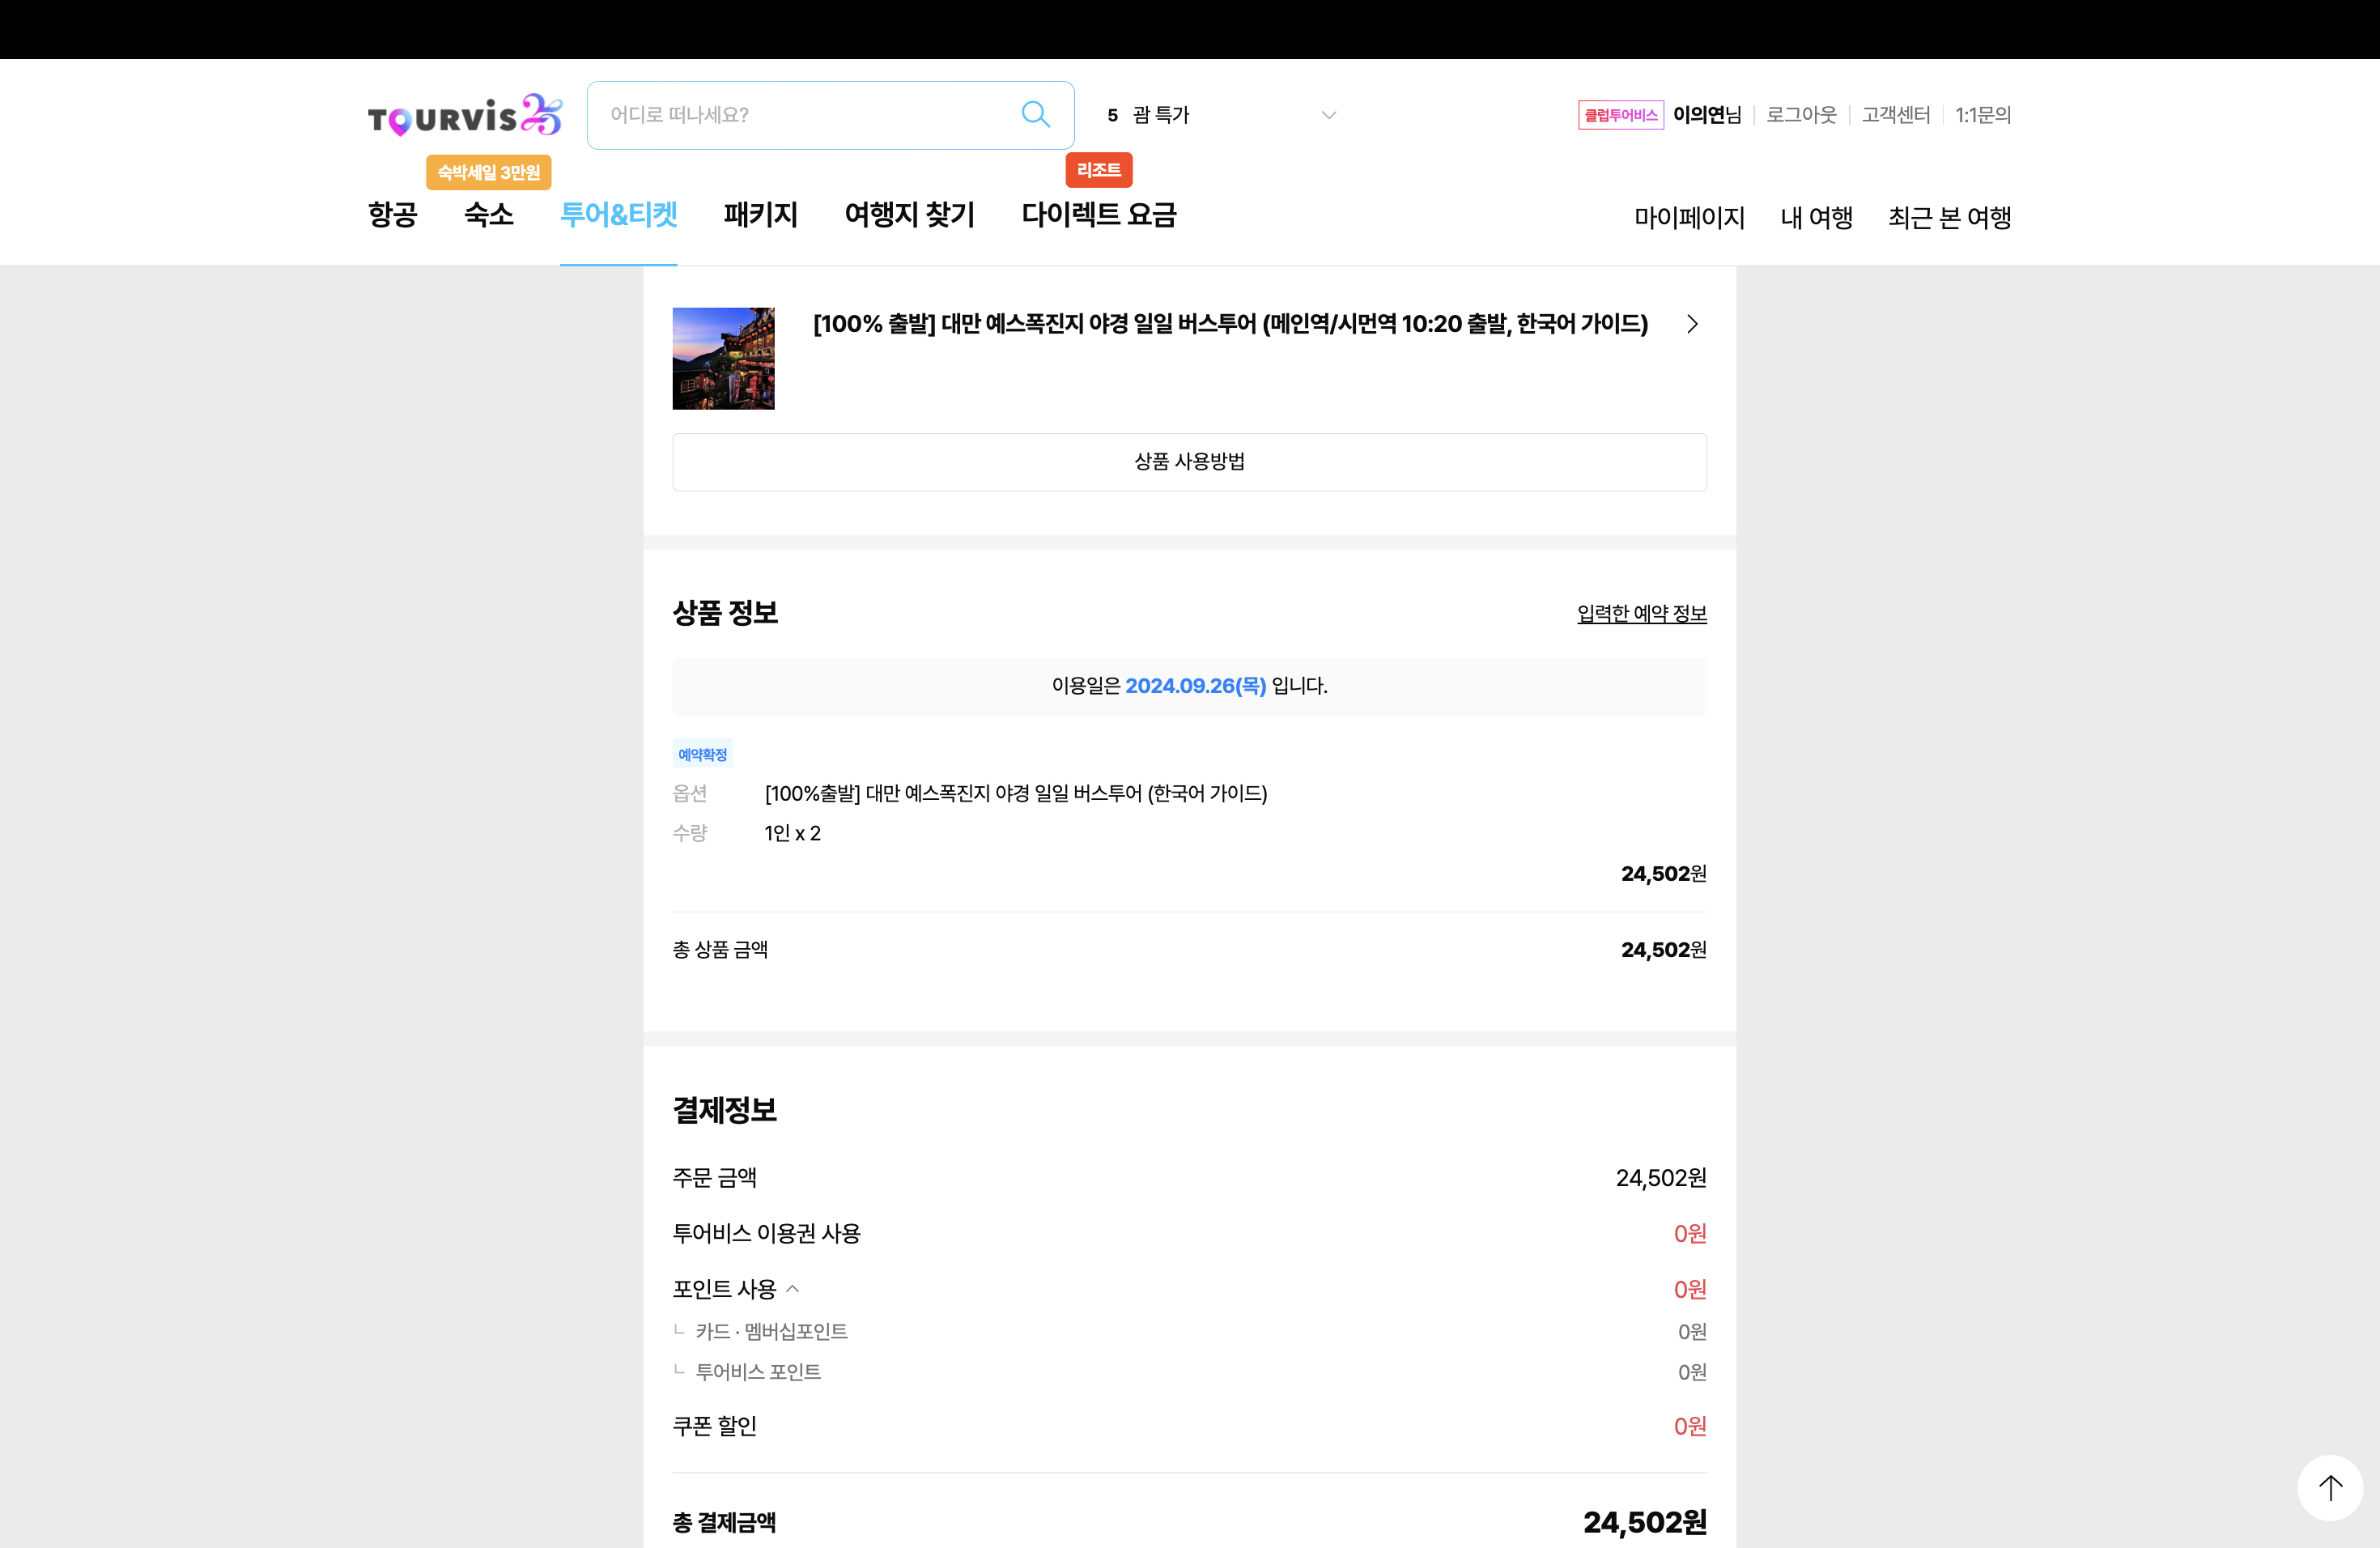 TOURVIS 25
어디로 떠나세요?
5 괌 특가
클럽투어비스 이의연님 로그아웃 고객센터 1:1문의
숙박세일 3만원
리조트
항공 숙소 투어&티켓 패키지 여행지 찾기 다이렉트 요금
마이페이지 내 여행 최근 본 여행
[100% 출발] 대만 예스폭진지 야경 일일 버스투어 (메인역/시먼역 10:20 출발, 한국어 가이드)
상품 사용방법
상품 정보
입력한 예약 정보
이용일은 2024.09.26(목) 입니다.
예약확정
옵션 [100%출발] 대만 예스폭진지 야경 일일 버스투어 (한국어 가이드)
수량 1인 x 2
24,502원
총 상품 금액 24,502원
결제정보
주문 금액 24,502원
투어비스 이용권 사용 0원
포인트 사용 0원
카드 · 멤버십포인트 0원
투어비스 포인트 0원
쿠폰 할인 0원
총 결제금액 24,502원